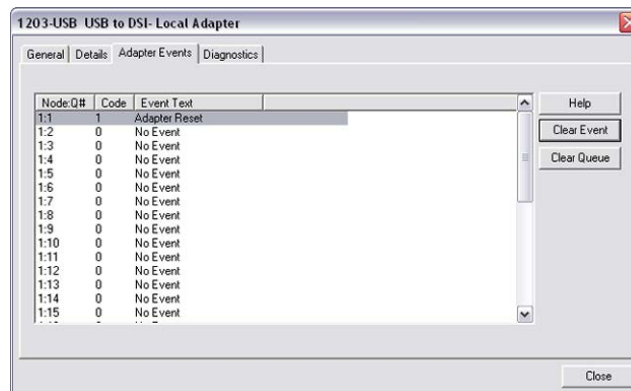 1203-USB USB to DSI- Local Adapter
General Details Adapter Events Diagnostics
Node:Q# Code Event Text
1:1 1 Adapter Reset
1:2 0 No Event
1:3 0 No Event
1:4 0 No Event
1:5 0 No Event
1:6 0 No Event
1:7 0 No Event
1:8 0 No Event
1:9 0 No Event
1:10 0 No Event
1:11 0 No Event
1:12 0 No Event
1:13 0 No Event
1:14 0 No Event
1:15 0 No Event
Help
Clear Event
Clear Queue
Close